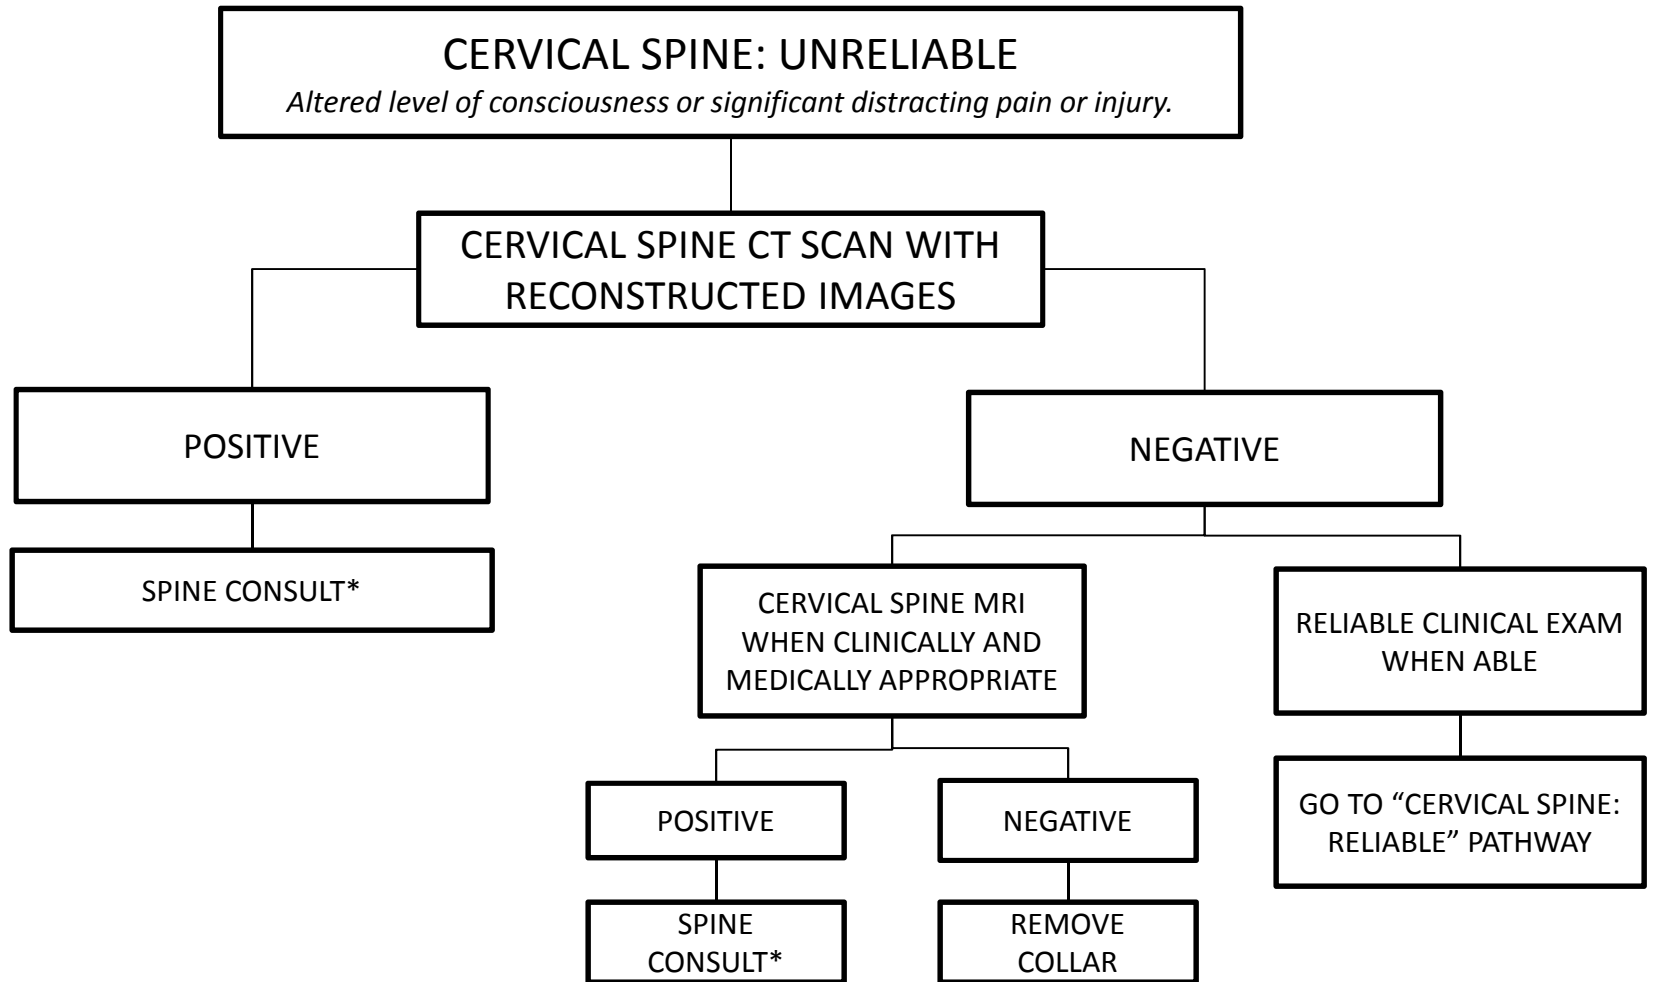 CERVICAL SPINE: UNRELIABLE
Altered level of consciousness or significant distracting pain or injury.
CERVICAL SPINE CT SCAN WITH
RECONSTRUCTED IMAGES
POSITIVE
NEGATIVE
SPINE CONSULT*
CERVICAL SPINE MRI
WHEN CLINICALLY AND
MEDICALLY APPROPRIATE
RELIABLE CLINICAL EXAM
WHEN ABLE
POSITIVE
NEGATIVE
GO TO “CERVICAL SPINE:
RELIABLE” PATHWAY
SPINE
CONSULT*
REMOVE
COLLAR